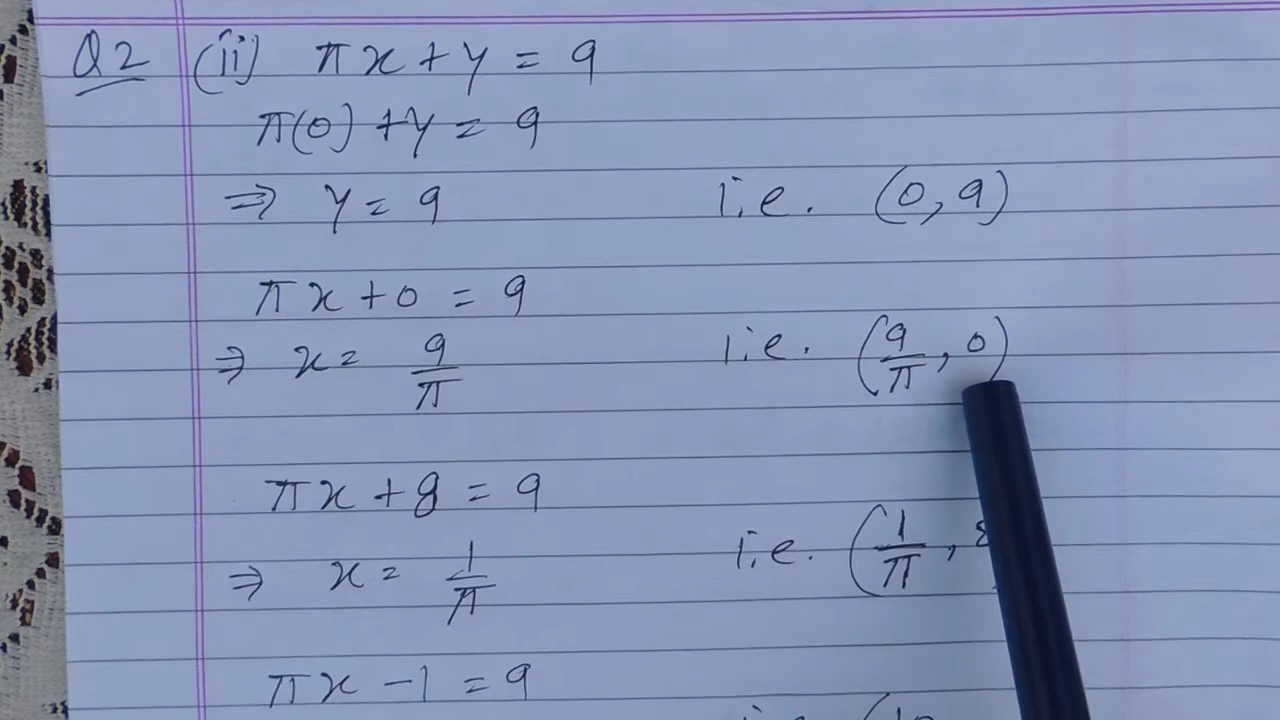 Q2 (ii) πx + y = 9
π(0) + y = 9
⇒ y = 9 i.e. (0, 9)
πx + 0 = 9
⇒ x = 9/π i.e. (9/π, 0)
πx + 8 = 9
⇒ x = 1/π i.e. (1/π,
πx - 1 = 9